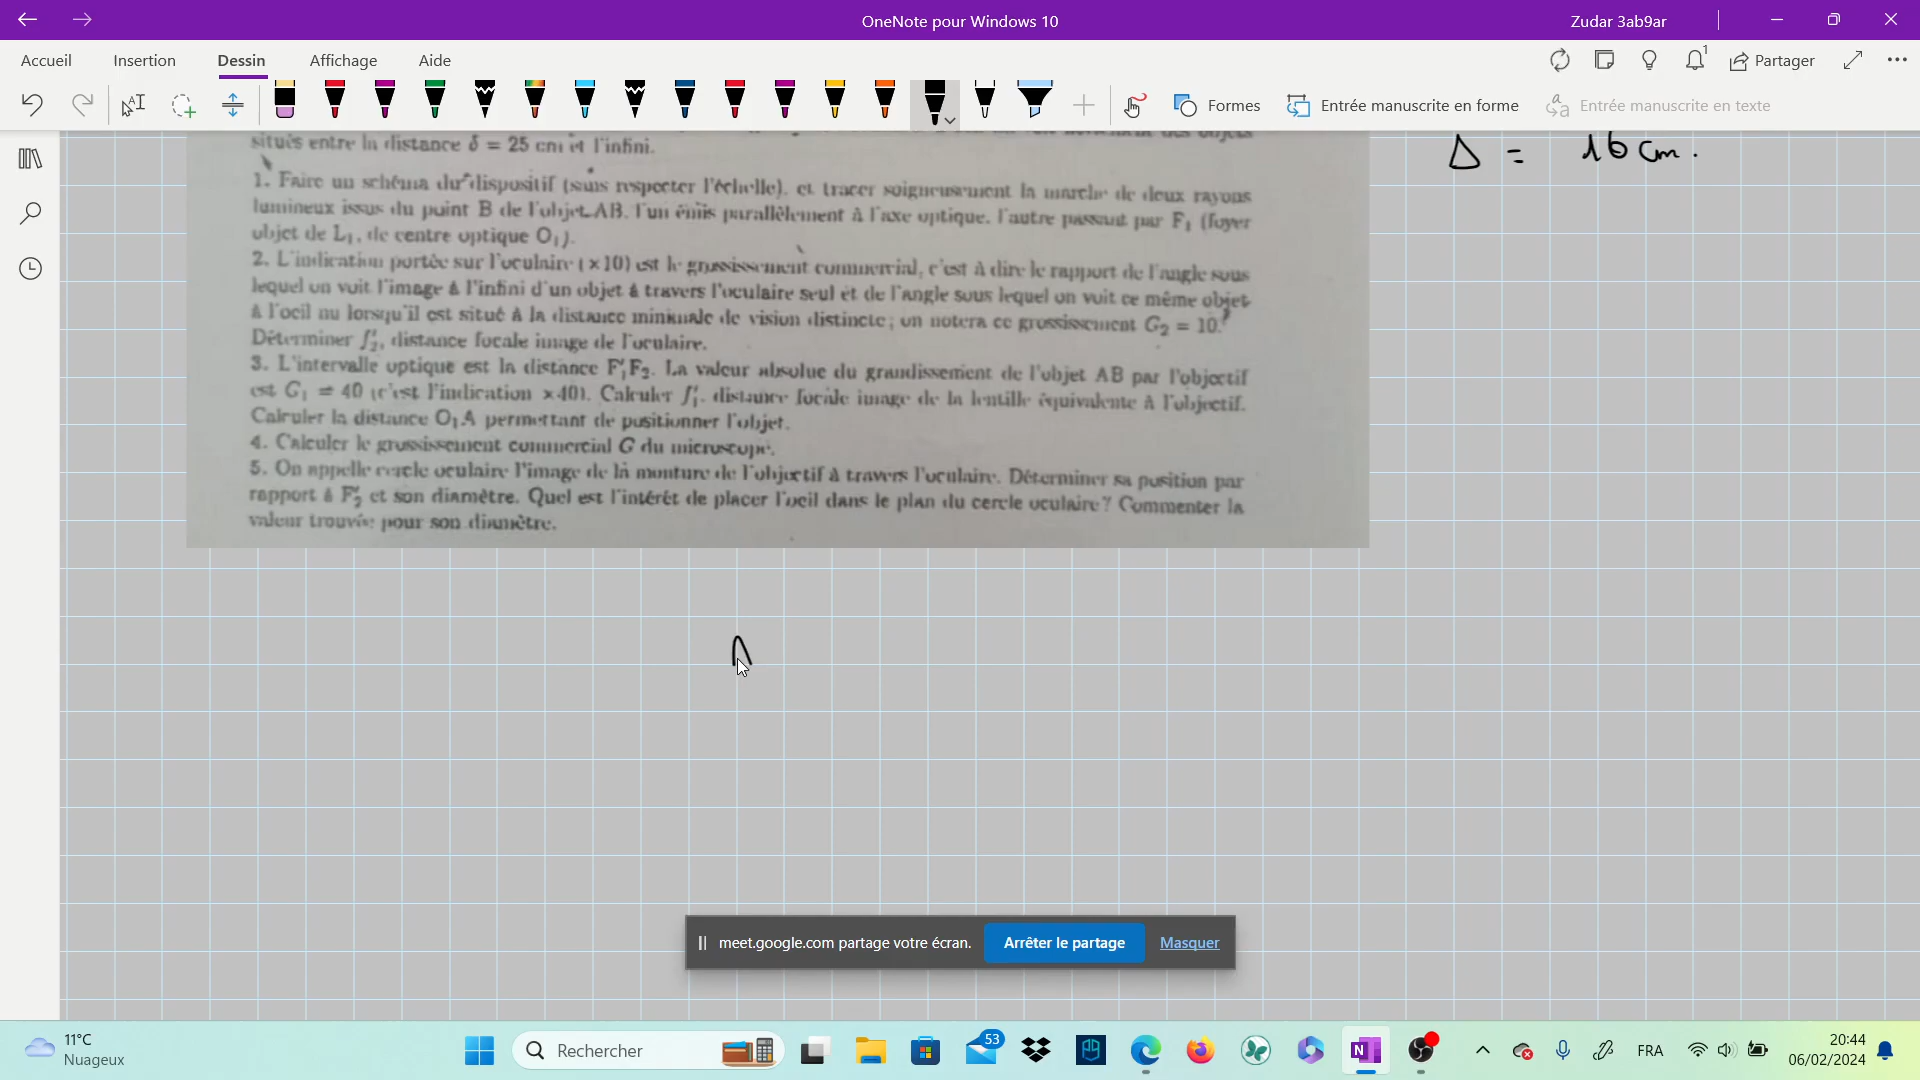 OneNote pour Windows 10
Zudar 3ab9ar
Accueil Insertion Dessin Affichage Aide
1
Partager
Formes
Entrée manuscrite en forme
Entrée manuscrite en texte
des objets
situés entre la distance δ = 25 cm et l'infini.
Δ = 16 cm.
1. Faire un schéma du dispositif (sans respecter l'échelle), et tracer soigneusement la marche de deux rayons
lumineux issus du point B de l'objet AB, l'un émis parallèlement à l'axe optique, l'autre passant par F₁ (foyer
objet de L₁, de centre optique O₁).
2. L'indication portée sur l'oculaire (×10) est le grossissement commercial, c'est à dire le rapport de l'angle sous
lequel on voit l'image à l'infini d'un objet à travers l'oculaire seul et de l'angle sous lequel on voit ce même objet
à l'oeil nu lorsqu'il est situé à la distance minimale de vision distincte; on notera ce grossissement G₂ = 10.
Déterminer f′₂, distance focale image de l'oculaire.
3. L'intervalle optique est la distance F′₁F₂. La valeur absolue du grandissement de l'objet AB par l'objectif
est G₁ = 40 (c'est l'indication ×40). Calculer f′₁, distance focale image de la lentille équivalente à l'objectif.
Calculer la distance O₁A permettant de positionner l'objet.
4. Calculer le grossissement commercial G du microscope.
5. On appelle cercle oculaire l'image de la monture de l'objectif à travers l'oculaire. Déterminer sa position par
rapport à F′₂ et son diamètre. Quel est l'intérêt de placer l'oeil dans le plan du cercle oculaire? Commenter la
valeur trouvée pour son diamètre.
meet.google.com partage votre écran.
Arrêter le partage
Masquer
11°C
Nuageux
Rechercher
53
FRA
20:44
06/02/2024